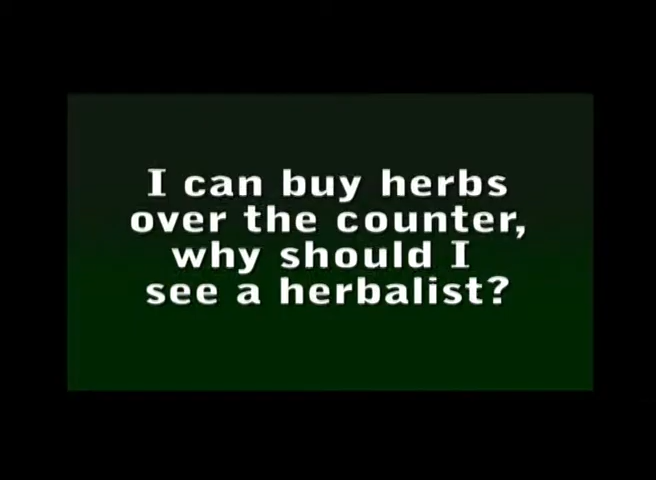 I can buy herbs
over the counter,
why should I
see a herbalist?